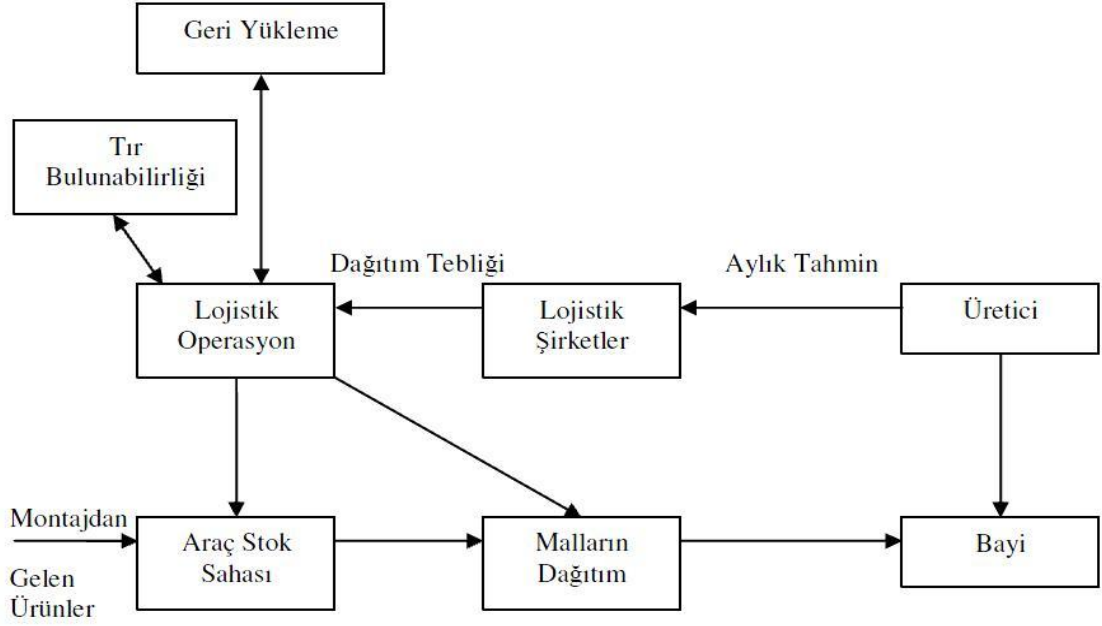 Geri Yükleme
Tır
Bulunabilirliği
Dağıtım Tebliği
Aylık Tahmin
Lojistik
Operasyon
Lojistik
Şirketler
Üretici
Montajdan
Gelen
Ürünler
Araç Stok
Sahası
Malların
Dağıtım
Bayi